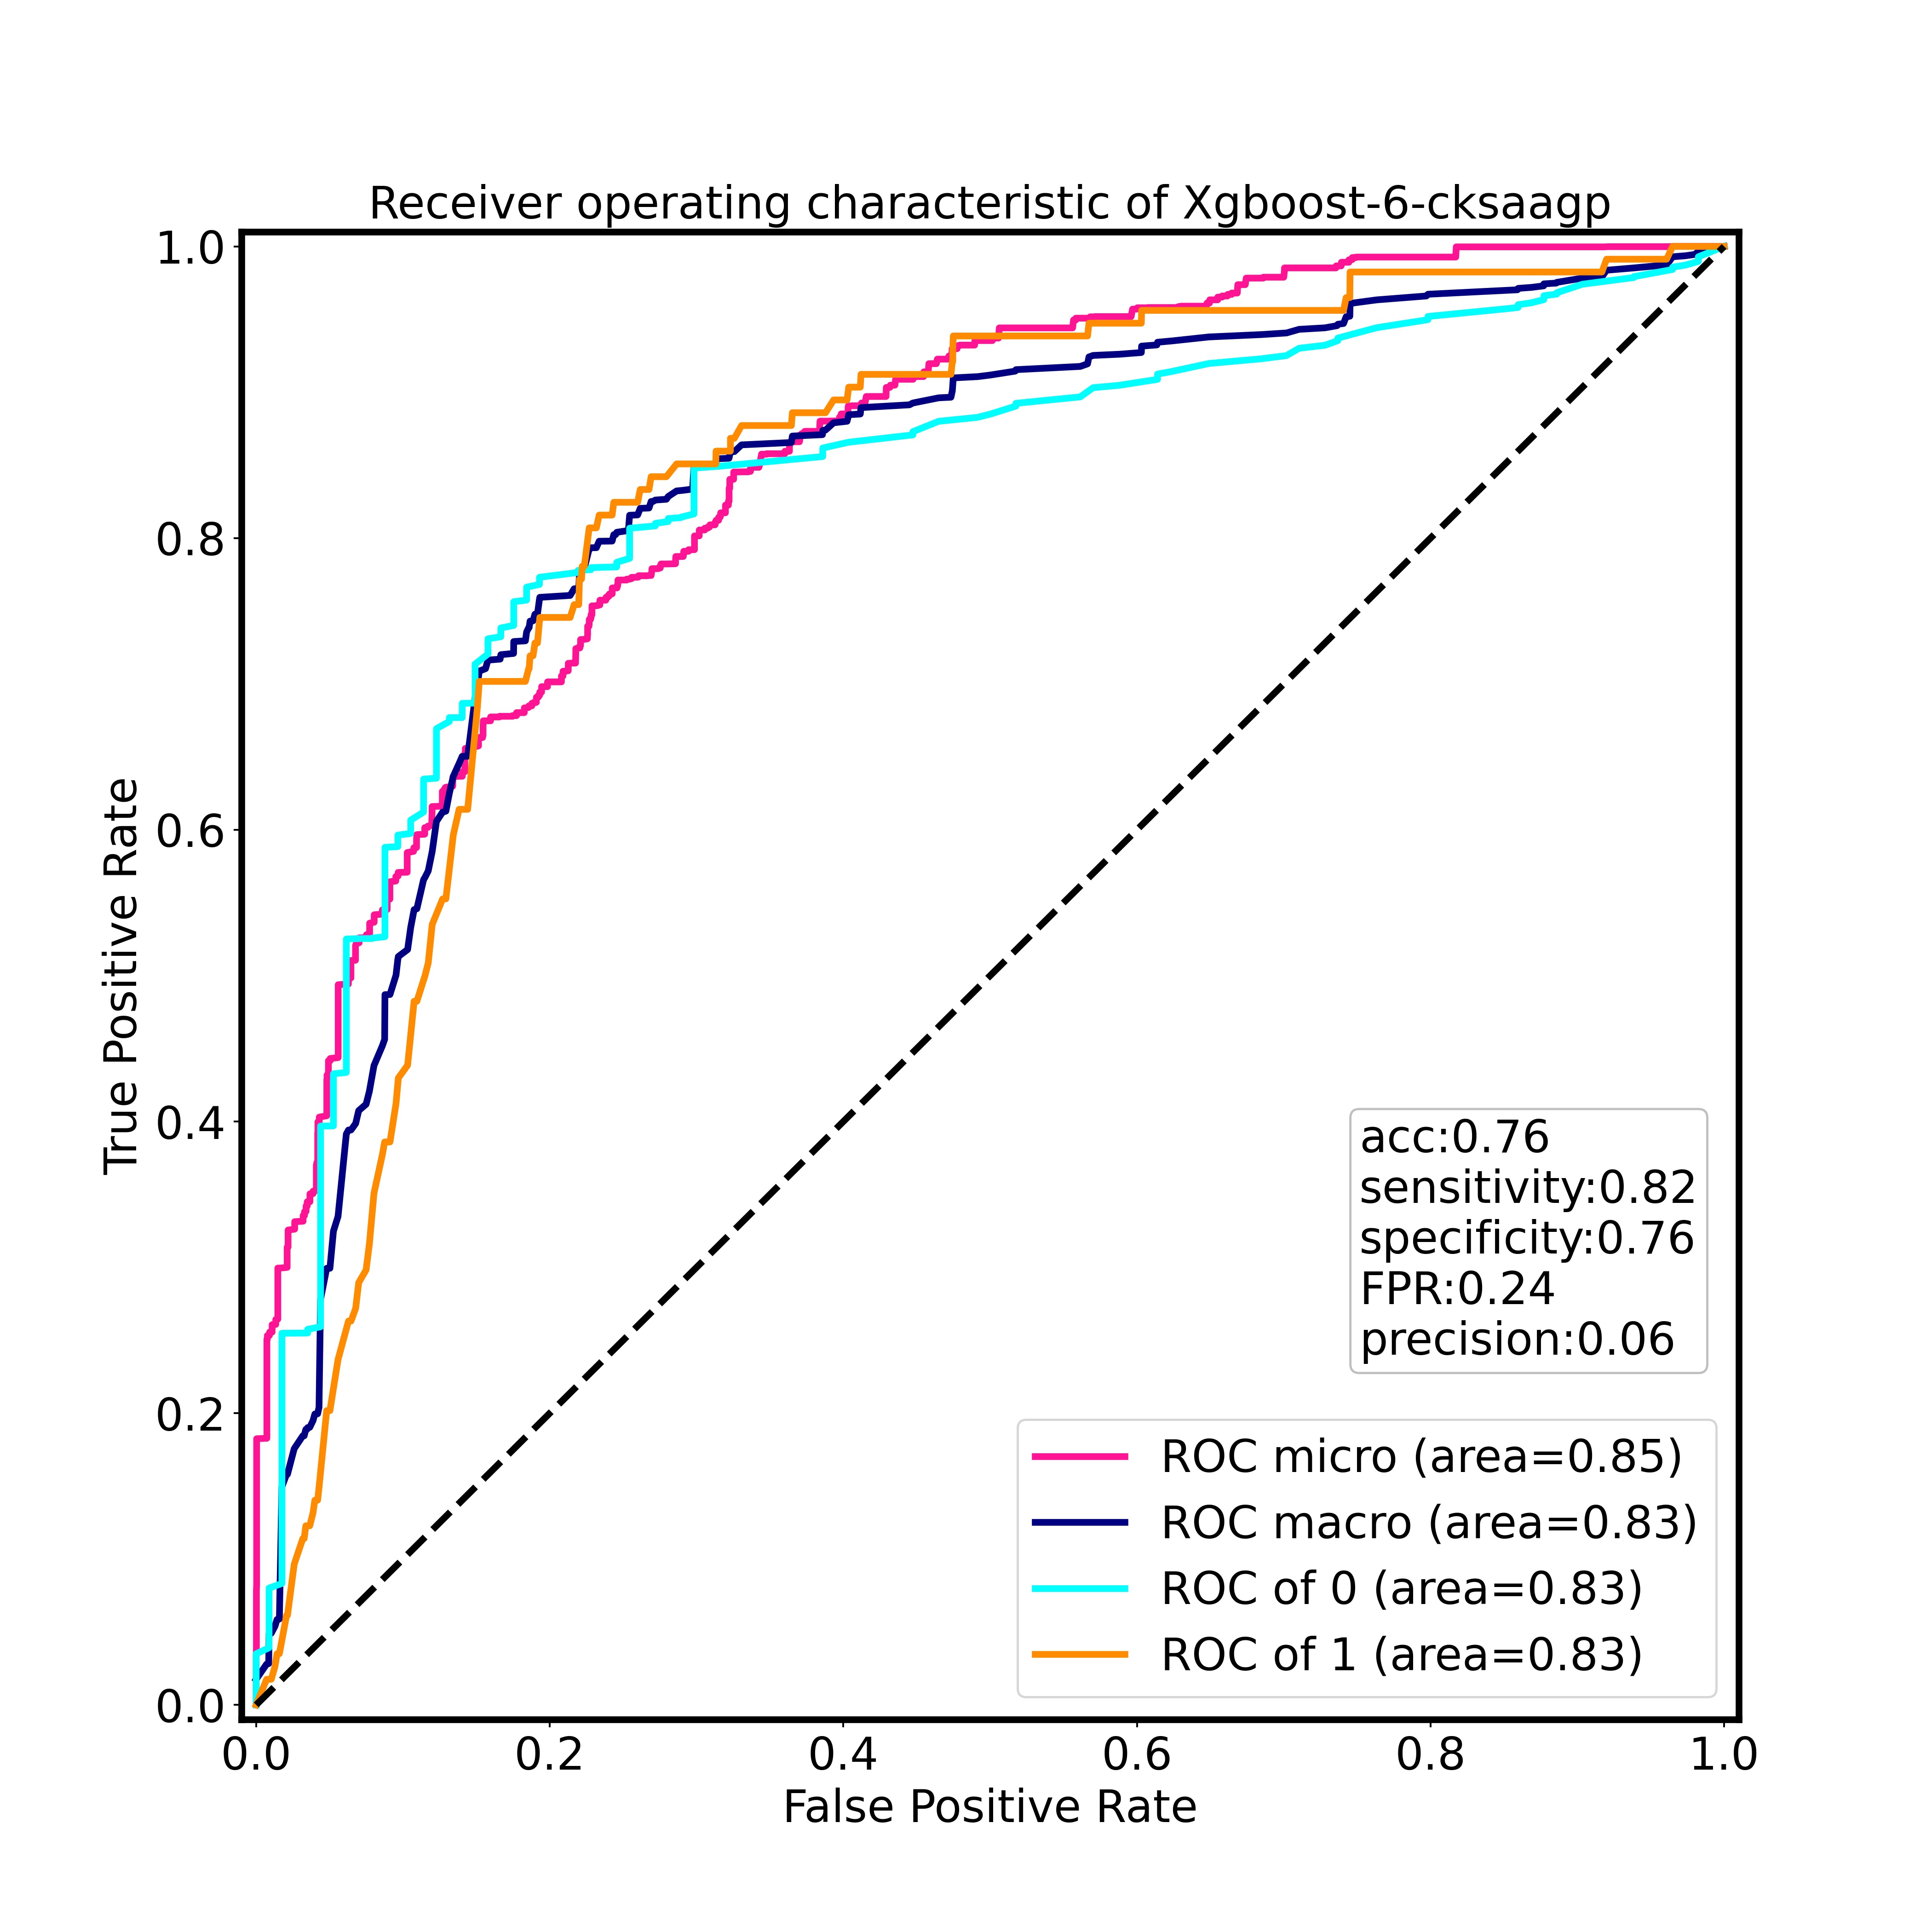 Receiver operating characteristic of Xgboost-6-cksaagp
1.0
0.8
0.6
0.4
0.2
0.0
True Positive Rate
acc:0.76
sensitivity:0.82
specificity:0.76
FPR:0.24
precision:0.06
ROC micro (area=0.85)
ROC macro (area=0.83)
ROC of 0 (area=0.83)
ROC of 1 (area=0.83)
0.0 0.2 0.4 0.6 0.8 1.0
False Positive Rate